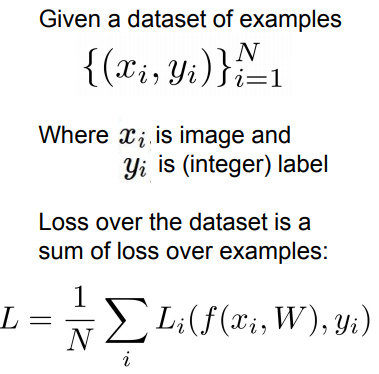 Given a dataset of examples
{(x_i, y_i)}_{i=1}^N
Where x_i is image and
y_i is (integer) label
Loss over the dataset is a
sum of loss over examples:
L = \frac{1}{N} \sum_i L_i(f(x_i, W), y_i)